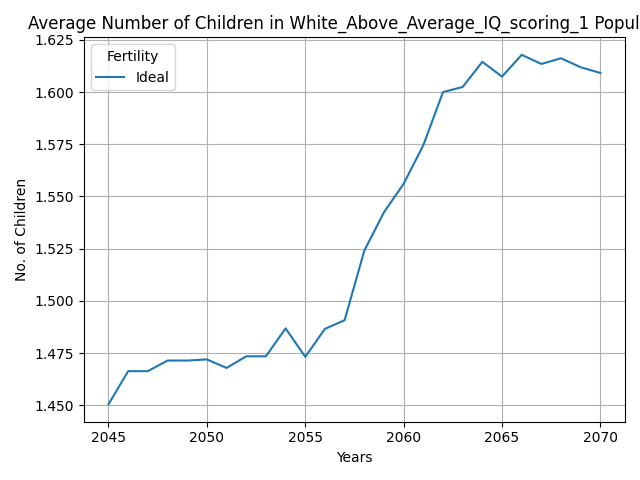 Average Number of Children in White_Above_Average_IQ_scoring_1 Popul
1.625
1.600
1.575
1.550
1.525
1.500
1.475
1.450
No. of Children
Fertility
Ideal
2045 2050 2055 2060 2065 2070
Years